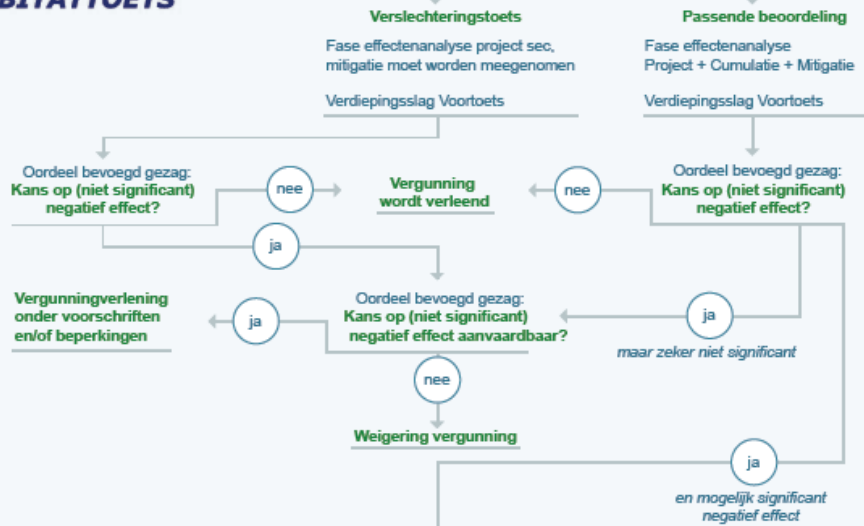 Verslechteringstoets
Fase effectenanalyse project sec,
mitigatie moet worden meegenomen
Verdiepingsslag Voortoets
Passende beoordeling
Fase effectenanalyse
Project + Cumulatie + Mitigatie
Verdiepingsslag Voortoets
Oordeel bevoegd gezag:
Kans op (niet significant)
negatief effect?
nee
Vergunning
wordt verleend
nee
Oordeel bevoegd gezag:
Kans op (niet significant)
negatief effect?
ja
Vergunningverlening
onder voorschriften
en/of beperkingen
ja
Oordeel bevoegd gezag:
Kans op (niet significant)
negatief effect aanvaardbaar?
ja
maar zeker niet significant
nee
Weigering vergunning
ja
en mogelijk significant
negatief effect